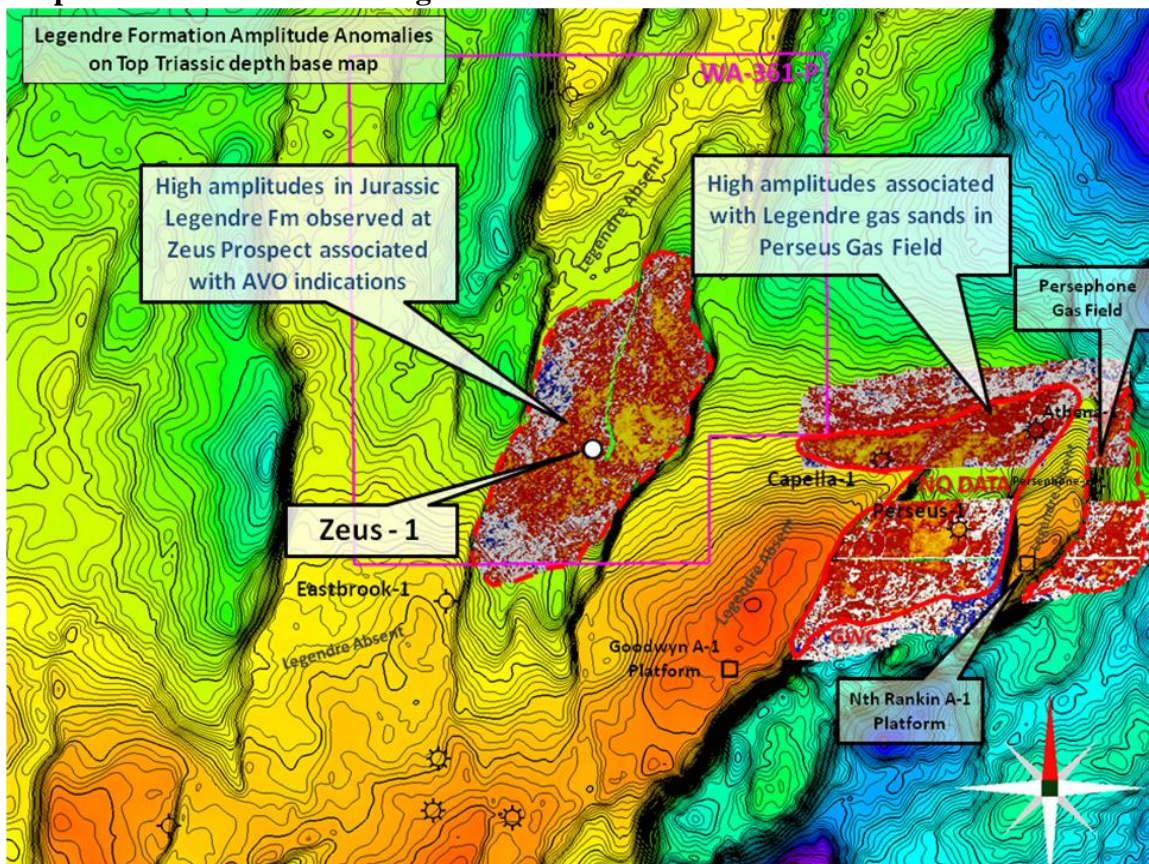 Legendre Formation Amplitude Anomalies
on Top Triassic depth base map
WA-361-P
High amplitudes in Jurassic
Legendre Fm observed at
Zeus Prospect associated
with AVO indications
Legendre Absent
High amplitudes associated
with Legendre gas sands in
Perseus Gas Field
Persephone
Gas Field
Athena-1
Capella-1
NO DATA
Perseus-1
Legendre Absent
Zeus - 1
Eastbrook-1
Legendre Absent
Legendre Absent
Goodwyn A-1
Platform
GWC
Nth Rankin A-1
Platform